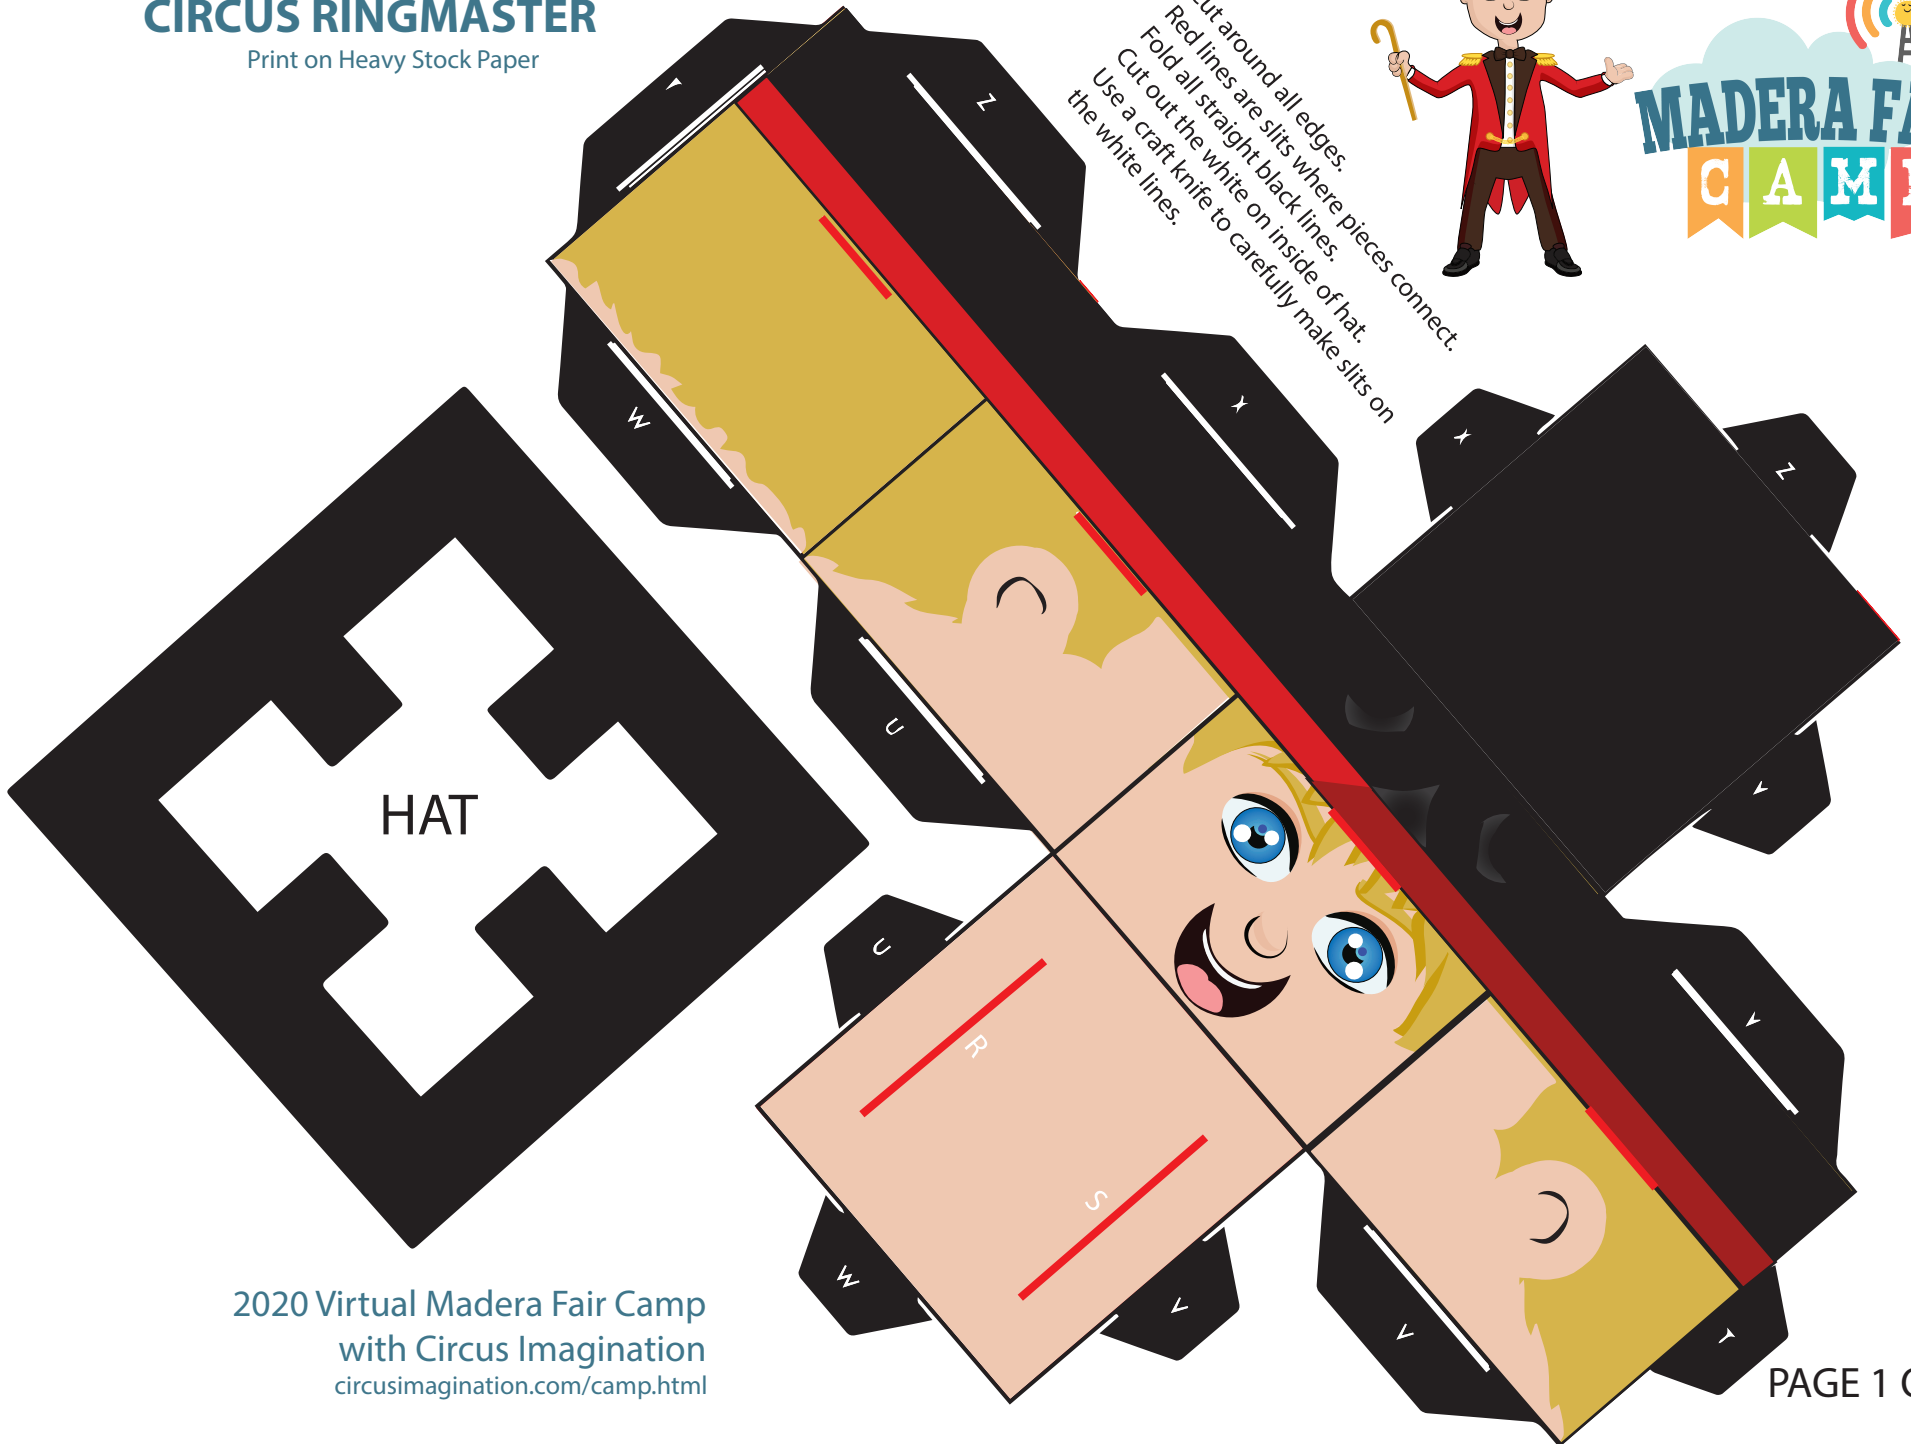 CIRCUS RINGMASTER
Print on Heavy Stock Paper
Cut around all edges.
Red lines are slits where pieces connect.
Fold all straight black lines.
Cut out the white on inside of hat.
Use a craft knife to carefully make slits on
the white lines.
MADERA FA
CAM
Z
X
X
Z
W
U
HAT
Y
Y
U
R
S
W
V
V
T
2020 Virtual Madera Fair Camp
with Circus Imagination
circusimagination.com/camp.html
PAGE 1